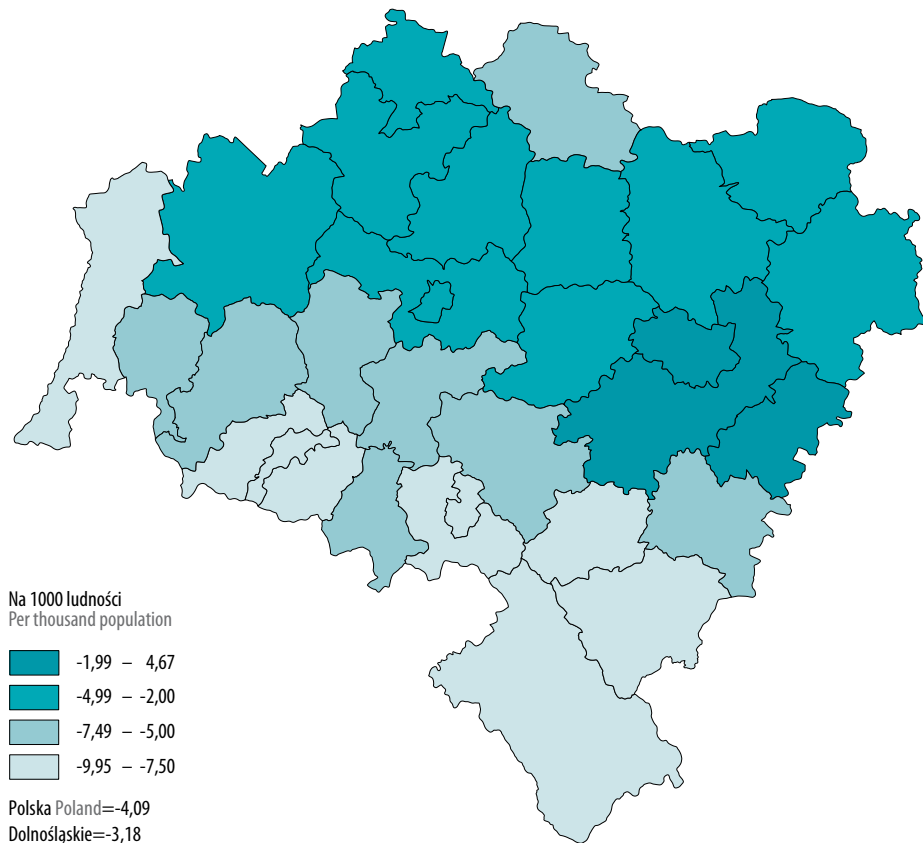 Na 1000 ludności
Per thousand population
-1,99 – 4,67
-4,99 – -2,00
-7,49 – -5,00
-9,95 – -7,50
Polska Poland=-4,09
Dolnośląskie=-3,18